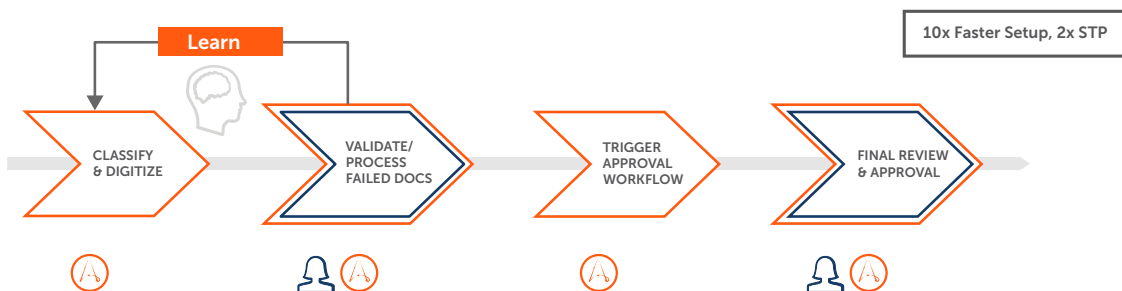 Learn
10x Faster Setup, 2x STP
CLASSIFY
& DIGITIZE
VALIDATE/
PROCESS
FAILED DOCS
TRIGGER
APPROVAL
WORKFLOW
FINAL REVIEW
& APPROVAL